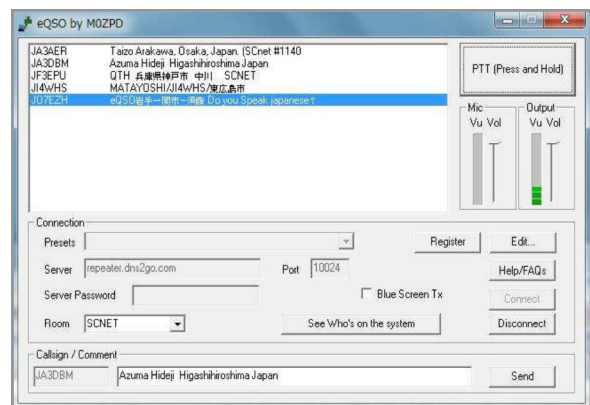 eQSO by M0ZPD
JA3AER Taizo Arakawa, Osaka, Japan. (SCnet #1140
JA3DBM Azuma Hideji Higashihiroshima Japan
JF3EPU QTH 兵庫県神戸市 中川 SCNET
JI4WHS MATAYOSHI/JI4WHS/東広島市
JO7EZH eQSO岩手一関市~須藤 Do you Speak japanese?
PTT (Press and Hold)
Mic Output
Vu Vol Vu Vol
Connection
Presets Register Edit...
Server repeater.dns2go.com Port 10024 Help/FAQs
Server Password Blue Screen Tx Connect
Room SCNET See Who's on the system Disconnect
Callsign / Comment
JA3DBM Azuma Hideji Higashihiroshima Japan Send